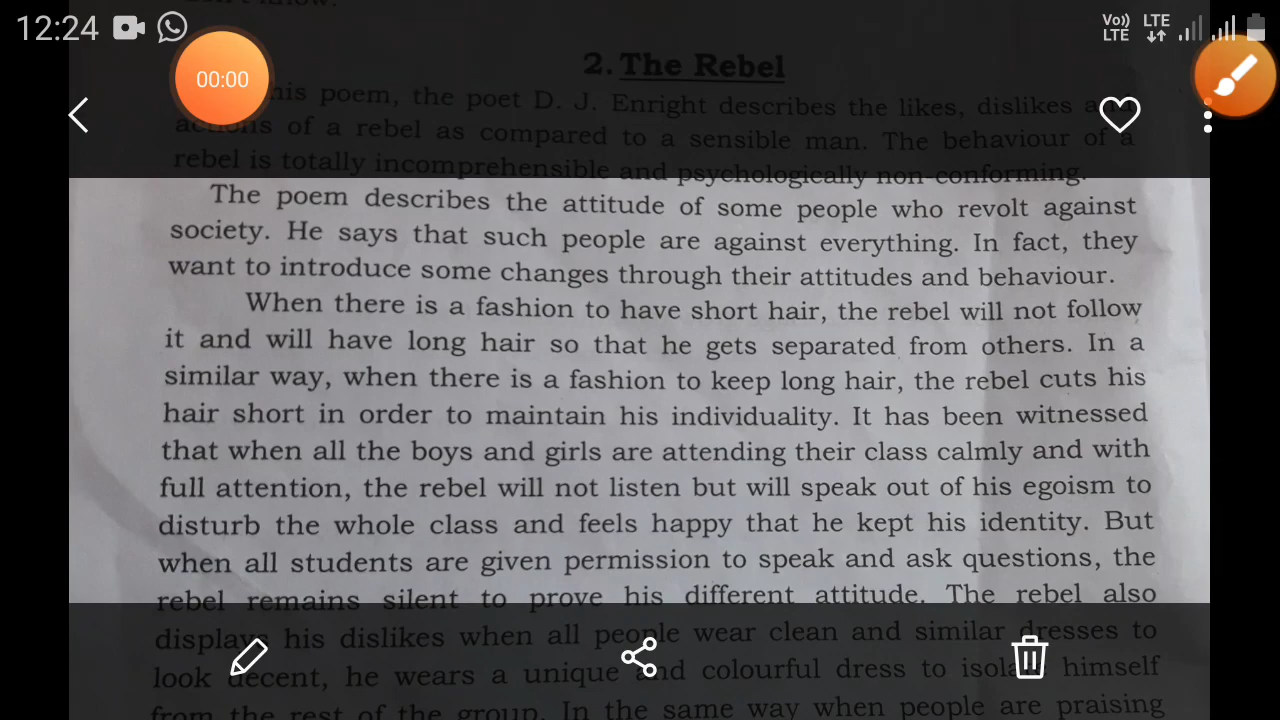 12:24
Vo)) LTE
LTE
00:00
2. The Rebel
his poem, the poet D. J. Enright describes the likes, dislikes and
actions of a rebel as compared to a sensible man. The behaviour of a
rebel is totally incomprehensible and psychologically non-conforming.
The poem describes the attitude of some people who revolt against
society. He says that such people are against everything. In fact, they
want to introduce some changes through their attitudes and behaviour.
When there is a fashion to have short hair, the rebel will not follow
it and will have long hair so that he gets separated from others. In a
similar way, when there is a fashion to keep long hair, the rebel cuts his
hair short in order to maintain his individuality. It has been witnessed
that when all the boys and girls are attending their class calmly and with
full attention, the rebel will not listen but will speak out of his egoism to
disturb the whole class and feels happy that he kept his identity. But
when all students are given permission to speak and ask questions, the
rebel remains silent to prove his different attitude. The rebel also
displays his dislikes when all people wear clean and similar dresses to
look decent, he wears a unique and colourful dress to isolate himself
from the rest of the group. In the same way when people are praising